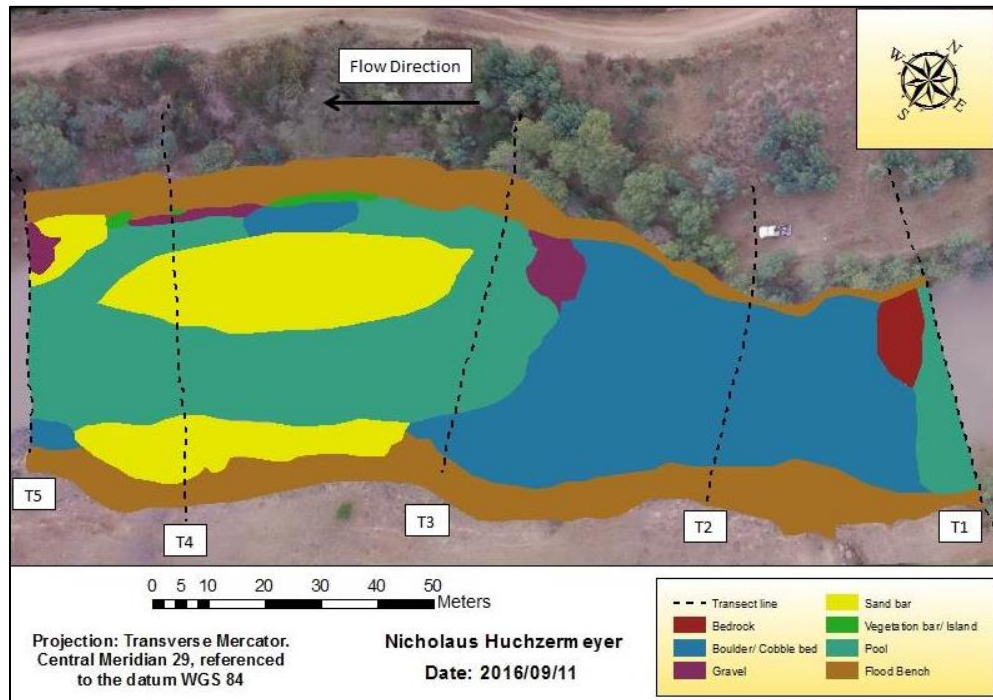 Flow Direction
N
W
E
S
T5
T4
T3
T2
T1
0 5 10 20 30 40 50
Meters
Projection: Transverse Mercator.
Central Meridian 29, referenced
to the datum WGS 84
Nicholaus Huchzermeyer
Date: 2016/09/11
Transect line
Bedrock
Boulder/ Cobble bed
Gravel
Sand bar
Vegetation bar/ Island
Pool
Flood Bench